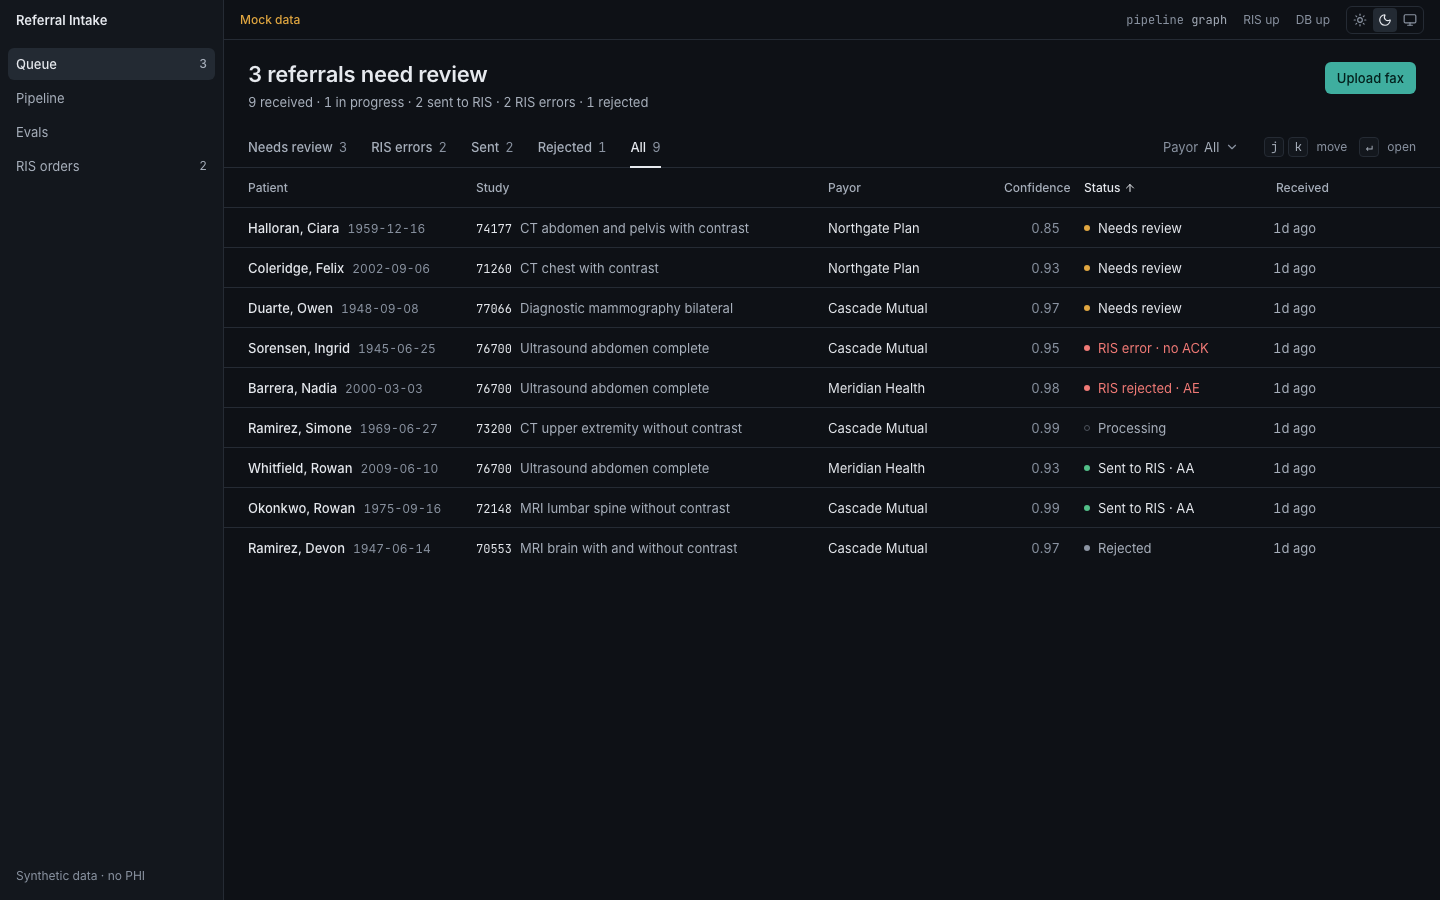 Referral Intake
Mock data
pipeline graph RIS up DB up
Queue 3
Pipeline
Evals
RIS orders 2
3 referrals need review
9 received · 1 in progress · 2 sent to RIS · 2 RIS errors · 1 rejected
Upload fax
Needs review 3 RIS errors 2 Sent 2 Rejected 1 All 9 Payor All j k move ↵ open
Patient Study Payor Confidence Status ↑ Received
Halloran, Ciara 1959-12-16 74177 CT abdomen and pelvis with contrast Northgate Plan 0.85 Needs review 1d ago
Coleridge, Felix 2002-09-06 71260 CT chest with contrast Northgate Plan 0.93 Needs review 1d ago
Duarte, Owen 1948-09-08 77066 Diagnostic mammography bilateral Cascade Mutual 0.97 Needs review 1d ago
Sorensen, Ingrid 1945-06-25 76700 Ultrasound abdomen complete Cascade Mutual 0.95 RIS error · no ACK 1d ago
Barrera, Nadia 2000-03-03 76700 Ultrasound abdomen complete Meridian Health 0.98 RIS rejected · AE 1d ago
Ramirez, Simone 1969-06-27 73200 CT upper extremity without contrast Cascade Mutual 0.99 Processing 1d ago
Whitfield, Rowan 2009-06-10 76700 Ultrasound abdomen complete Meridian Health 0.93 Sent to RIS · AA 1d ago
Okonkwo, Rowan 1975-09-16 72148 MRI lumbar spine without contrast Cascade Mutual 0.99 Sent to RIS · AA 1d ago
Ramirez, Devon 1947-06-14 70553 MRI brain with and without contrast Cascade Mutual 0.97 Rejected 1d ago
Synthetic data · no PHI